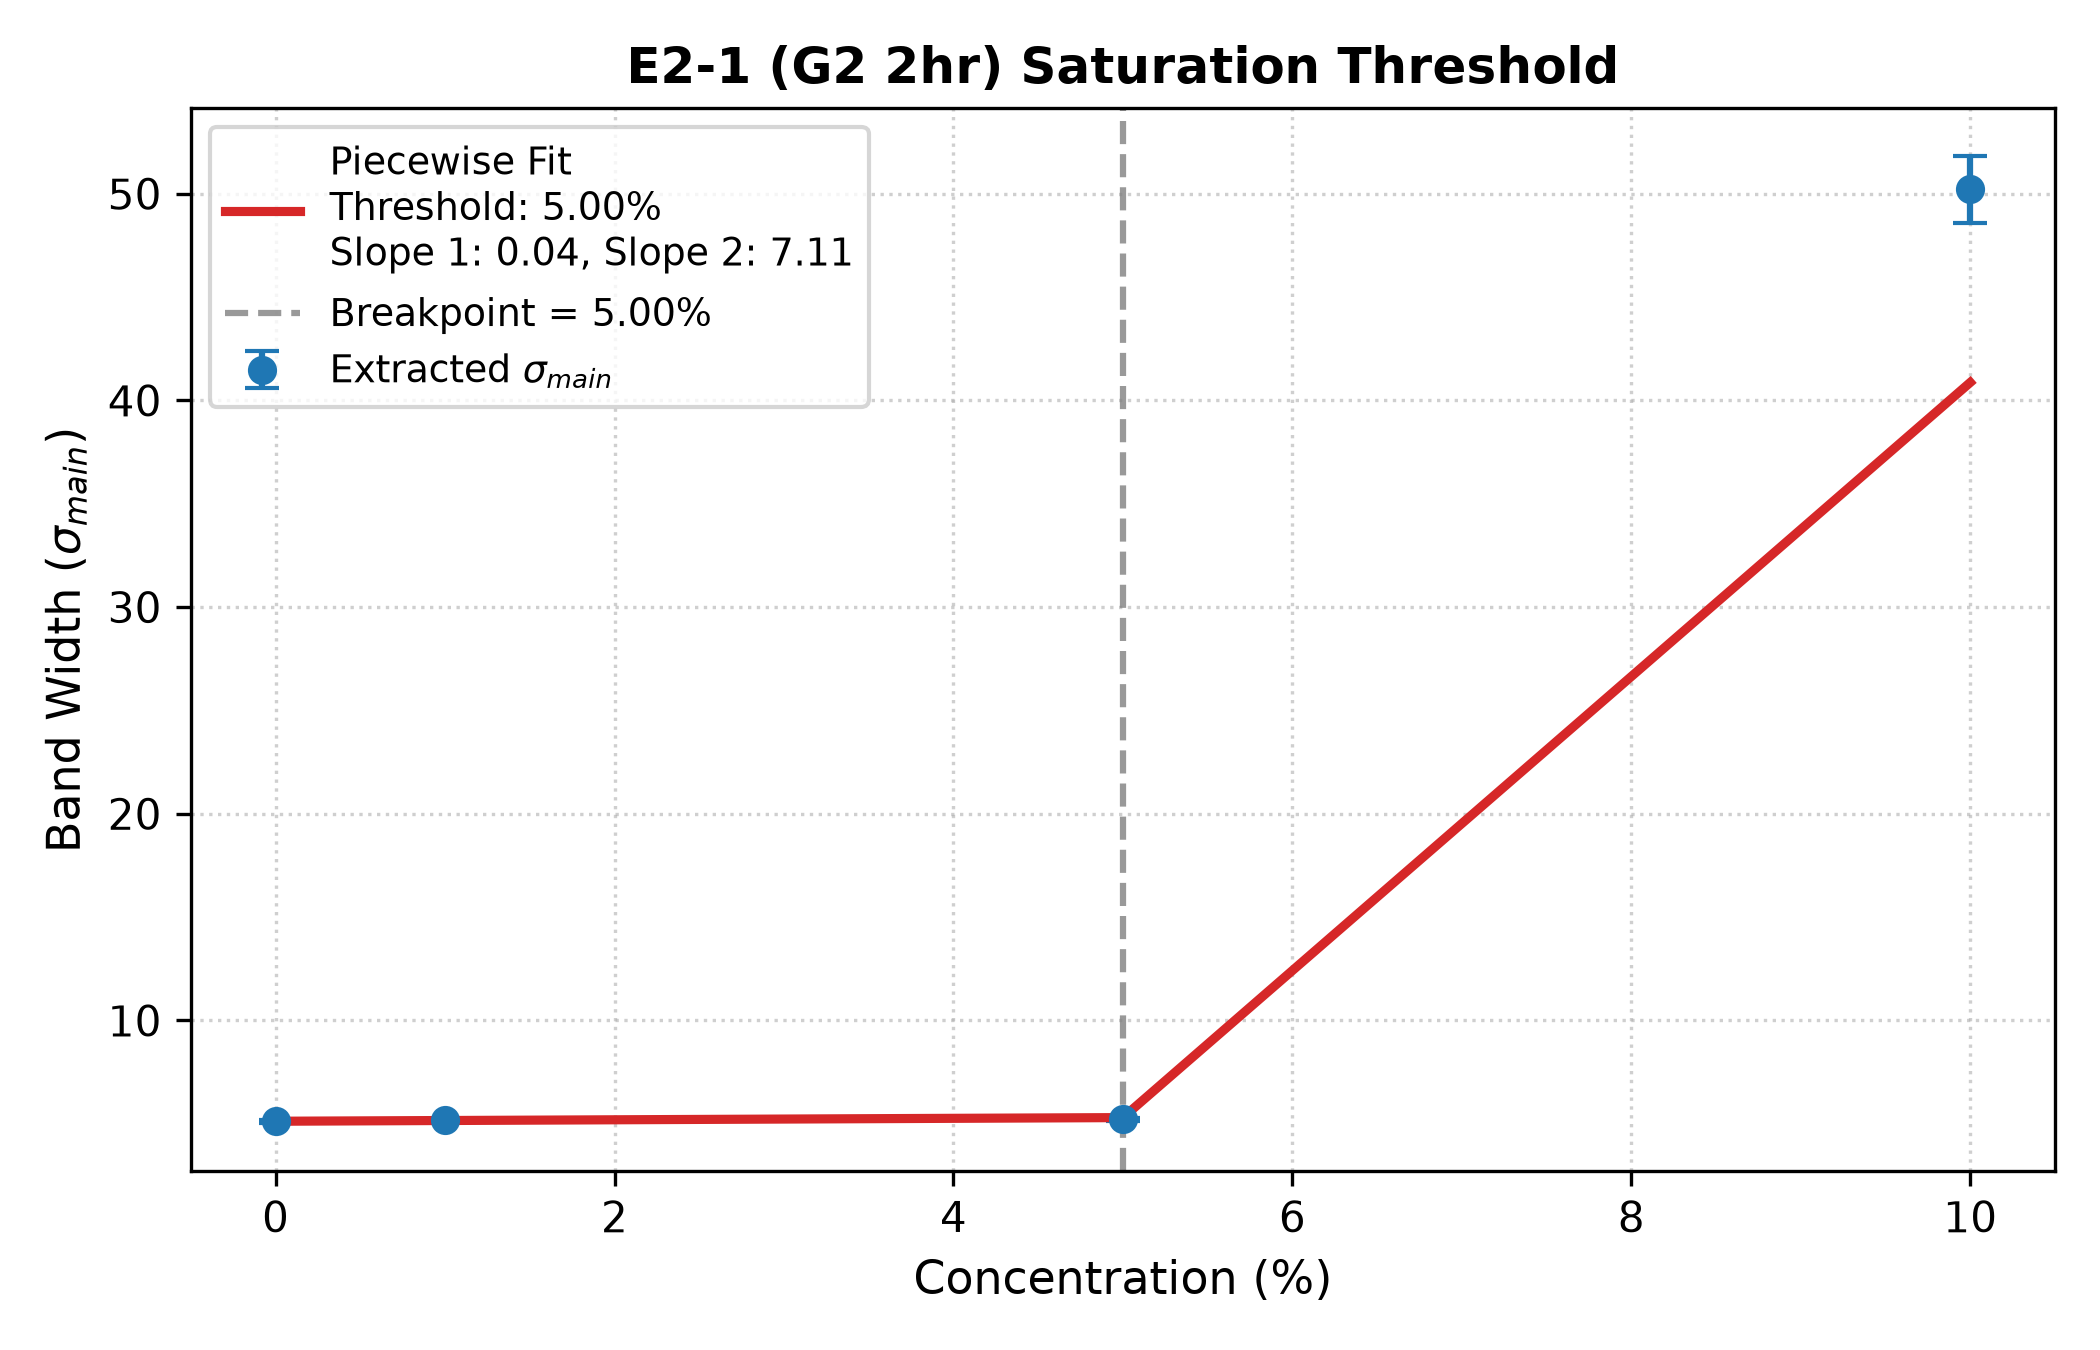 E2-1 (G2 2hr) Saturation Threshold
Piecewise Fit
Threshold: 5.00%
Slope 1: 0.04, Slope 2: 7.11
Breakpoint = 5.00%
Extracted σmain
Band Width (σmain)
50
40
30
20
10
0 2 4 6 8 10
Concentration (%)